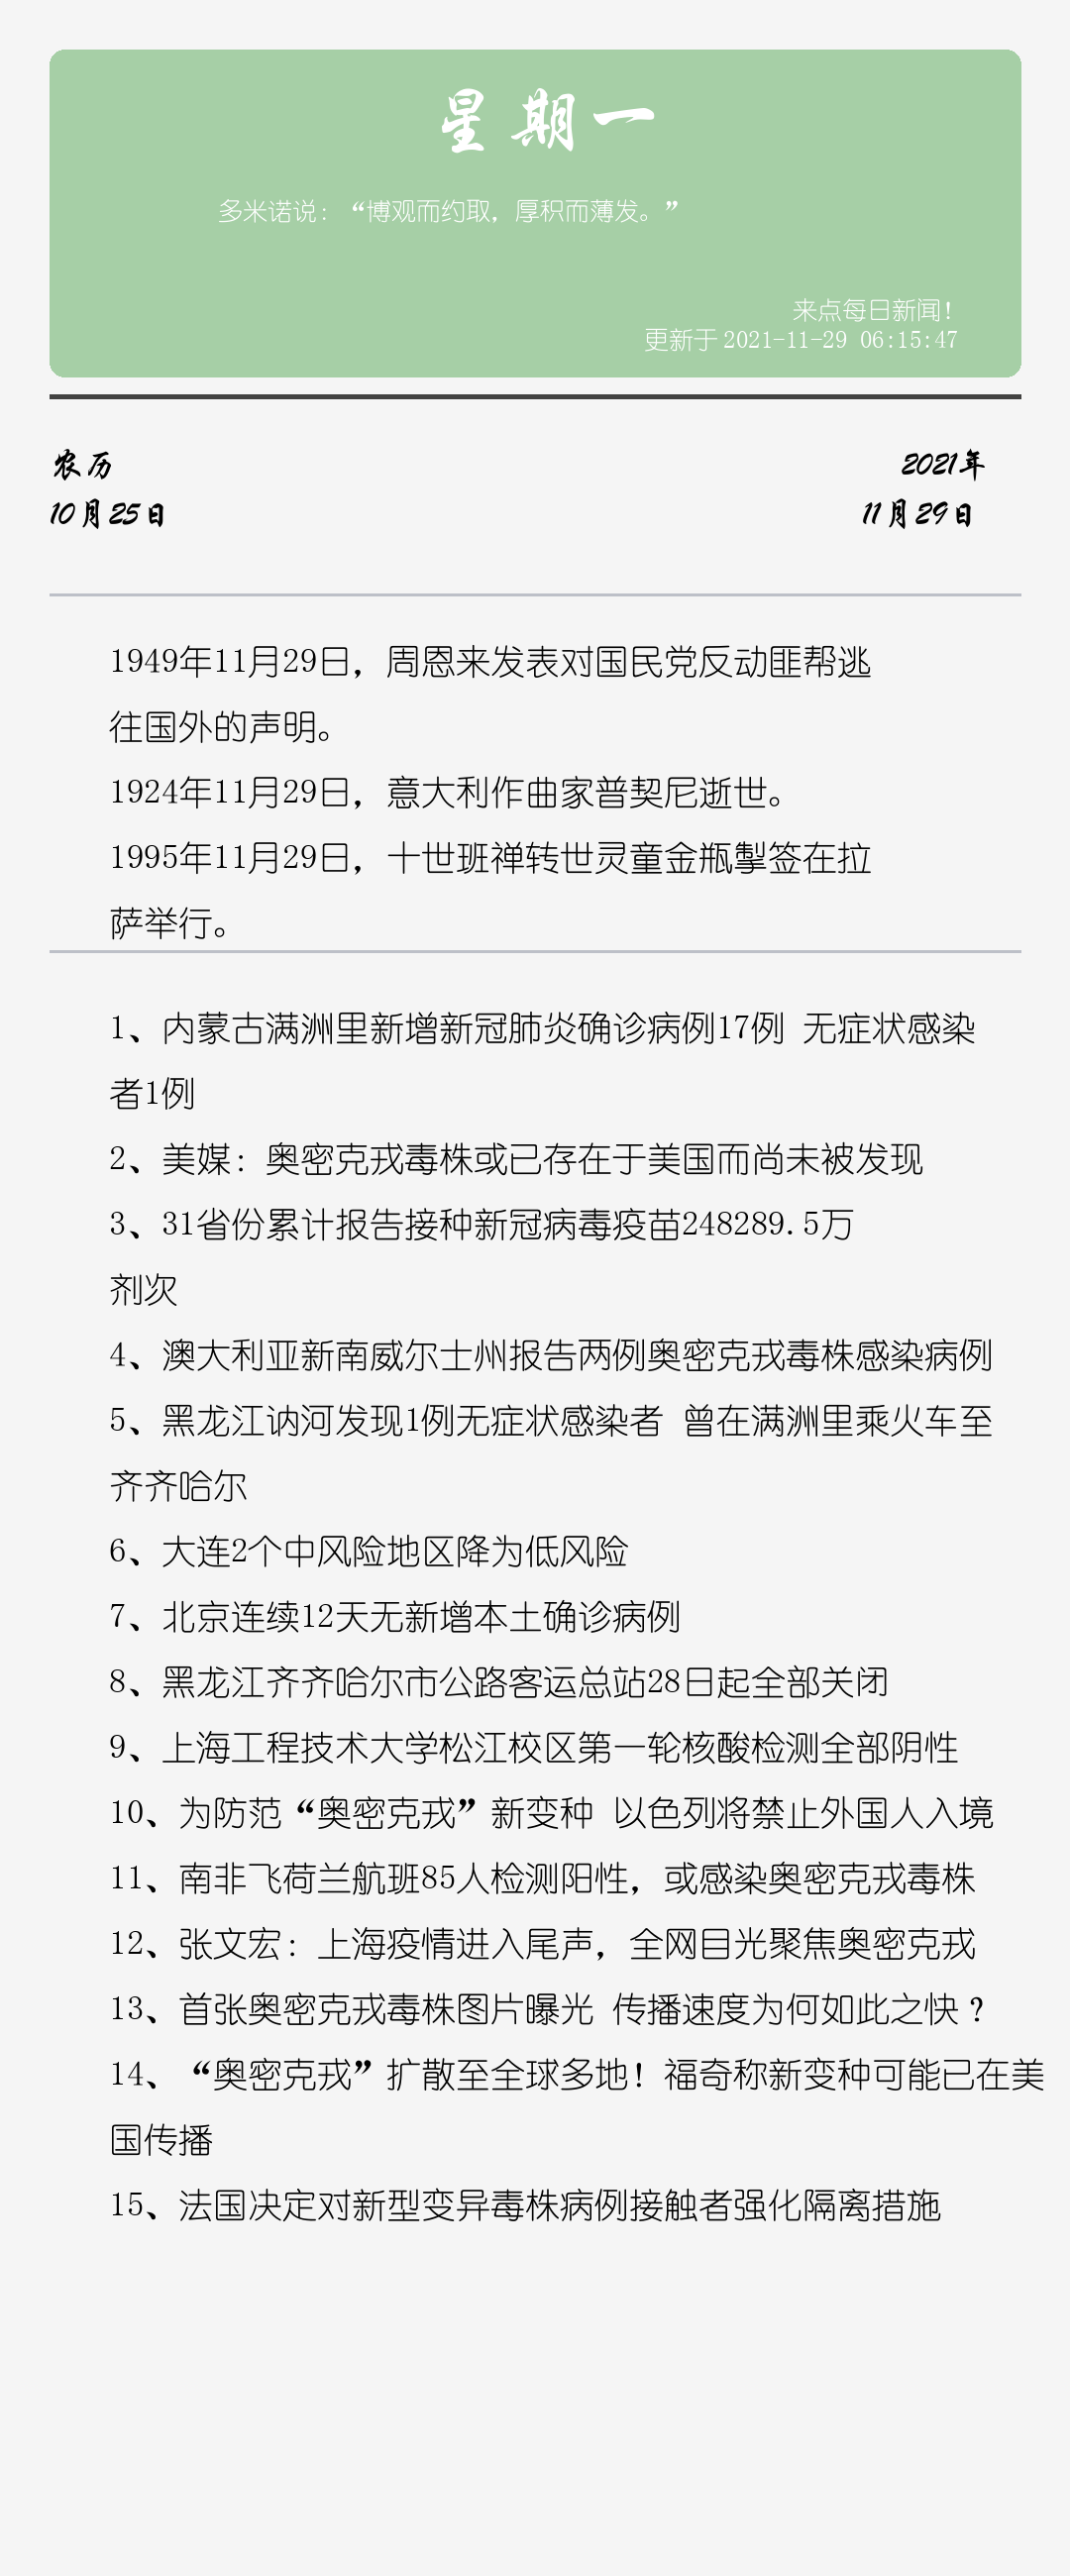 星期一
多米诺说：“博观而约取，厚积而薄发。”
来点每日新闻！
更新于 2021-11-29 06:15:47
农历
10月25日
2021年
11月29日
1949年11月29日，周恩来发表对国民党反动匪帮逃
往国外的声明。
1924年11月29日，意大利作曲家普契尼逝世。
1995年11月29日，十世班禅转世灵童金瓶掣签在拉
萨举行。
1、内蒙古满洲里新增新冠肺炎确诊病例17例 无症状感染
者1例
2、美媒：奥密克戎毒株或已存在于美国而尚未被发现
3、31省份累计报告接种新冠病毒疫苗248289.5万
剂次
4、澳大利亚新南威尔士州报告两例奥密克戎毒株感染病例
5、黑龙江讷河发现1例无症状感染者 曾在满洲里乘火车至
齐齐哈尔
6、大连2个中风险地区降为低风险
7、北京连续12天无新增本土确诊病例
8、黑龙江齐齐哈尔市公路客运总站28日起全部关闭
9、上海工程技术大学松江校区第一轮核酸检测全部阴性
10、为防范“奥密克戎”新变种 以色列将禁止外国人入境
11、南非飞荷兰航班85人检测阳性，或感染奥密克戎毒株
12、张文宏：上海疫情进入尾声，全网目光聚焦奥密克戎
13、首张奥密克戎毒株图片曝光 传播速度为何如此之快？
14、“奥密克戎”扩散至全球多地！福奇称新变种可能已在美
国传播
15、法国决定对新型变异毒株病例接触者强化隔离措施